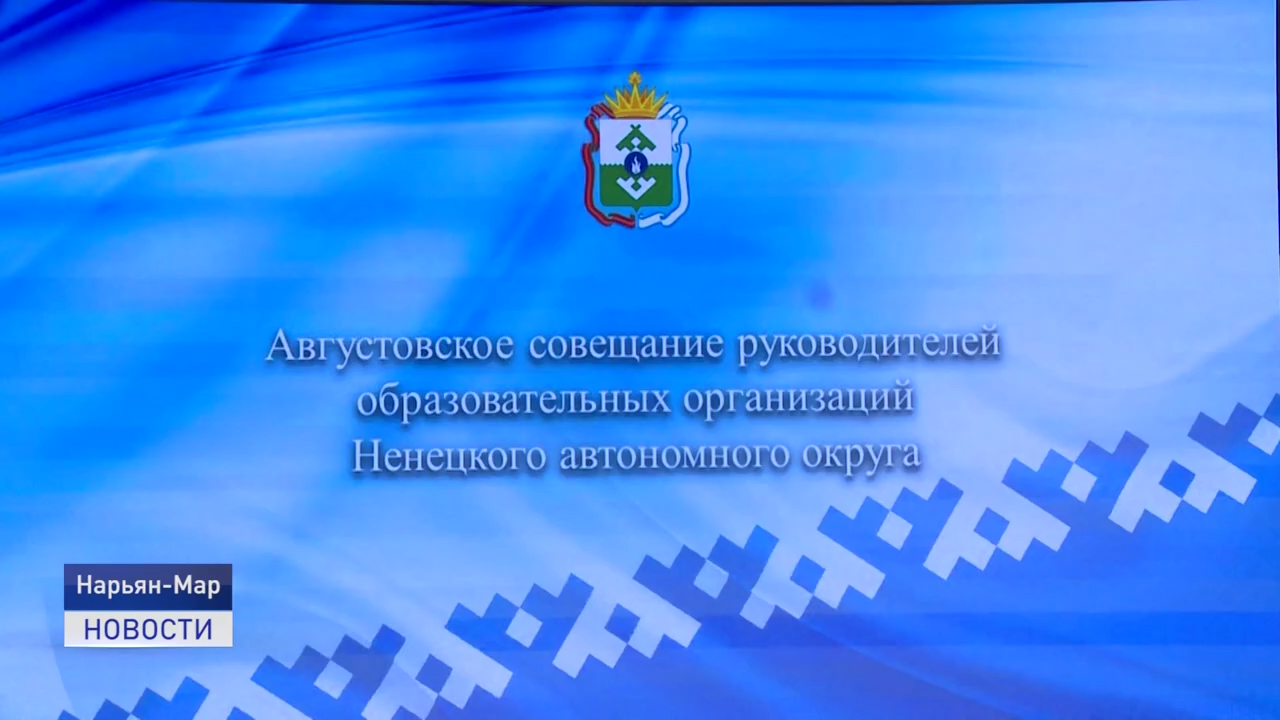 Августовское совещание руководителей
образовательных организаций
Ненецкого автономного округа
Нарьян-Мар
НОВОСТИ